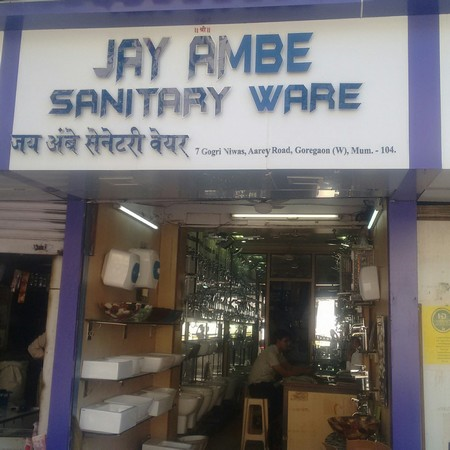 ॥ श्री ॥
JAY AMBE
SANITARY WARE
जय अंबे सेनेटरी वेयर
7 Gogri Niwas, Aarey Road, Goregaon (W), Mum. - 104.